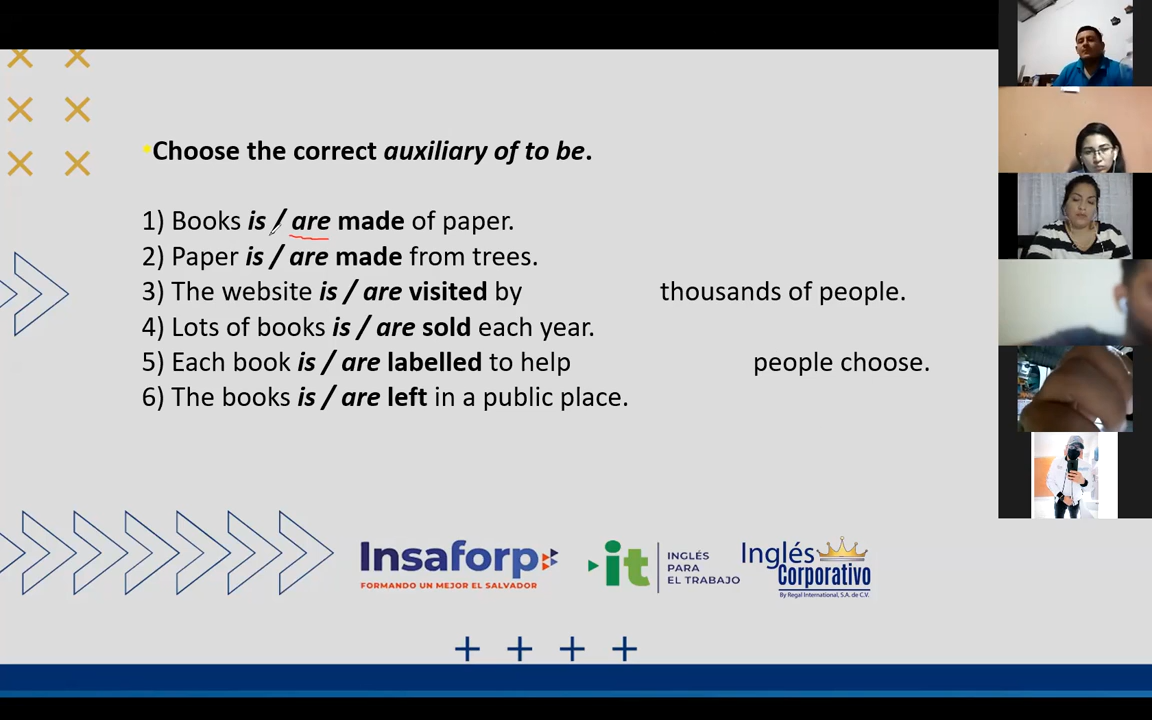 •Choose the correct auxiliary of to be.
1) Books is / are made of paper.
2) Paper is / are made from trees.
3) The website is / are visited by thousands of people.
4) Lots of books is / are sold each year.
5) Each book is / are labelled to help people choose.
6) The books is / are left in a public place.
Insaforp
FORMANDO UN MEJOR EL SALVADOR
it
INGLÉS
PARA
EL TRABAJO
Inglés
Corporativo
By Regal International, S.A. de C.V.